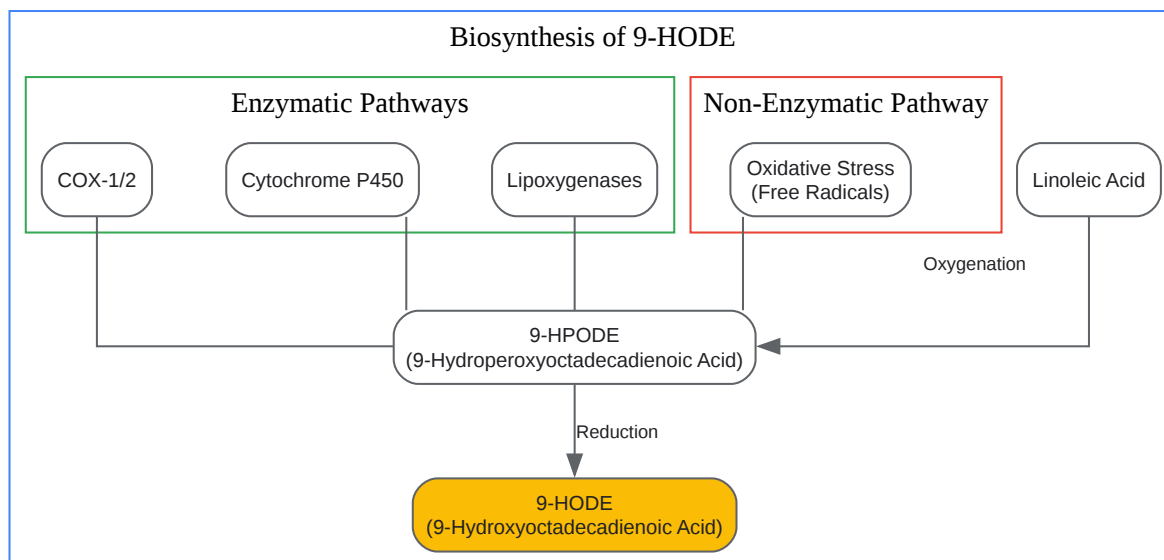 Biosynthesis of 9-HODE
Enzymatic Pathways
Non-Enzymatic Pathway
COX-1/2
Cytochrome P450
Lipoxygenases
Oxidative Stress
(Free Radicals)
Linoleic Acid
Oxygenation
9-HPODE
(9-Hydroperoxyoctadecadienoic Acid)
Reduction
9-HODE
(9-Hydroxyoctadecadienoic Acid)